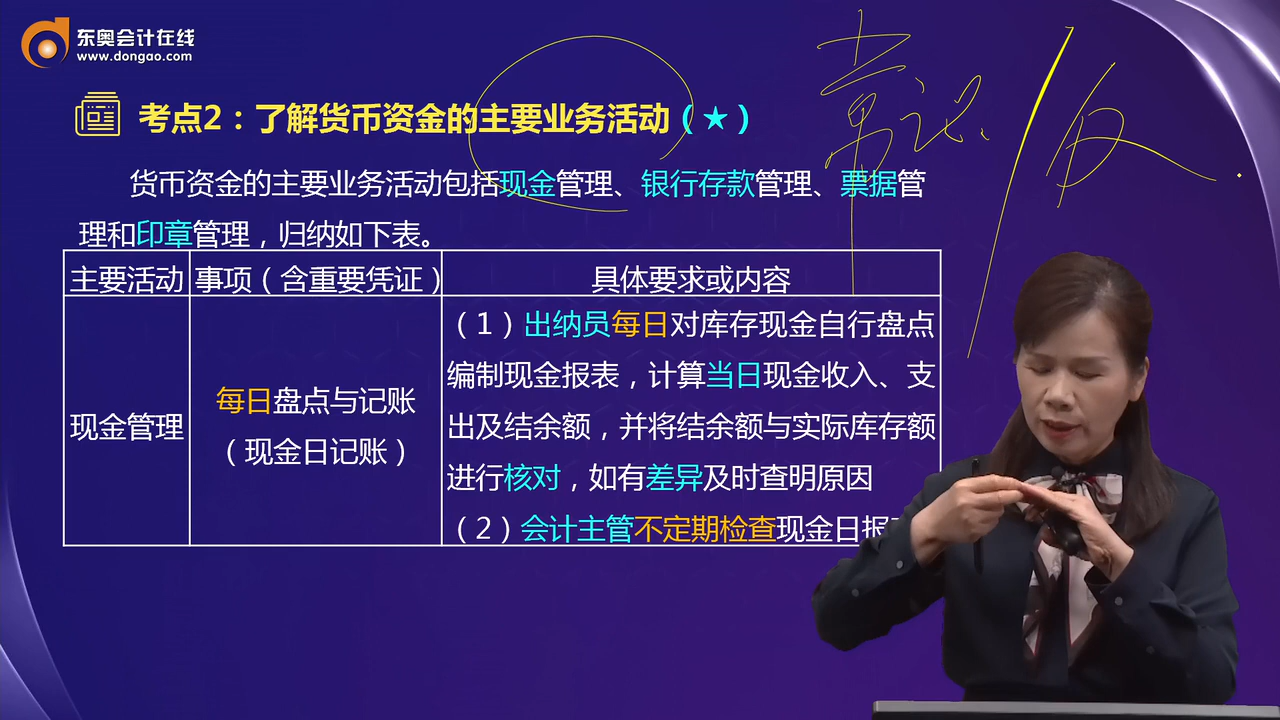 东奥会计在线
www.dongao.com
考点2：了解货币资金的主要业务活动（★）
货币资金的主要业务活动包括现金管理、银行存款管理、票据管
理和印章管理，归纳如下表。
主要活动 事项（含重要凭证） 具体要求或内容
现金管理
每日盘点与记账
（现金日记账）
（1）出纳员每日对库存现金自行盘点
编制现金报表，计算当日现金收入、支
出及结余额，并将结余额与实际库存额
进行核对，如有差异及时查明原因
（2）会计主管不定期检查现金日报